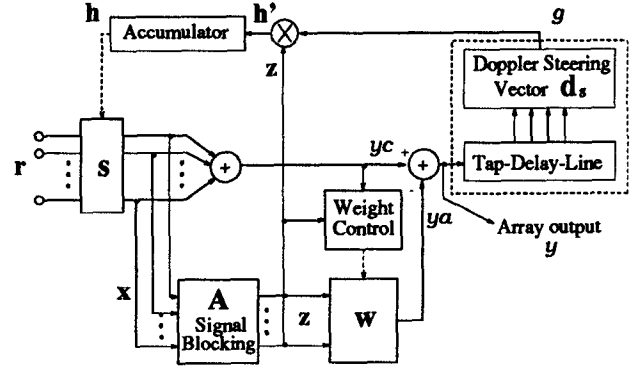 h
h'
g
Accumulator
z
Doppler Steering
Vector d_s
r
s
+
yc
+
+
-
Tap-Delay-Line
Weight
Control
ya
Array output
y
x
A
Signal
Blocking
z
w